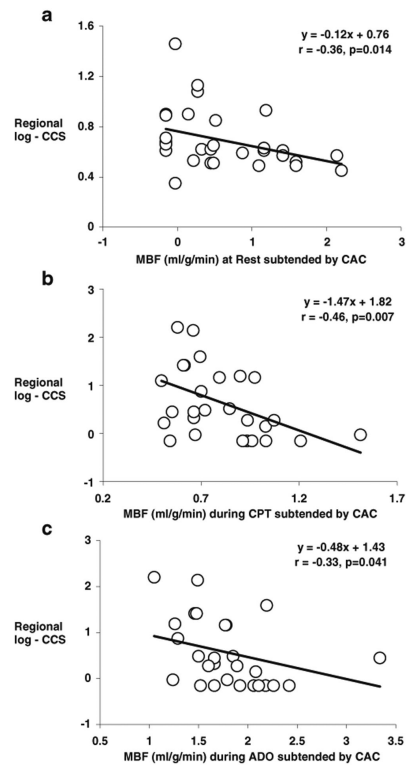 a
y = -0.12x + 0.76
r = -0.36, p=0.014
Regional
log - CCS
1.6
1.2
0.8
0.4
0
-1 0 1 2 3
MBF (ml/g/min) at Rest subtended by CAC
b
y = -1.47x + 1.82
r = -0.46, p=0.007
Regional
log - CCS
3
2
1
0
-1
0.2 0.7 1.2 1.7
MBF (ml/g/min) during CPT subtended by CAC
c
y = -0.48x + 1.43
r = -0.33, p=0.041
Regional
log - CCS
3
2
1
0
-1
0.5 1 1.5 2 2.5 3 3.5
MBF (ml/g/min) during ADO subtended by CAC